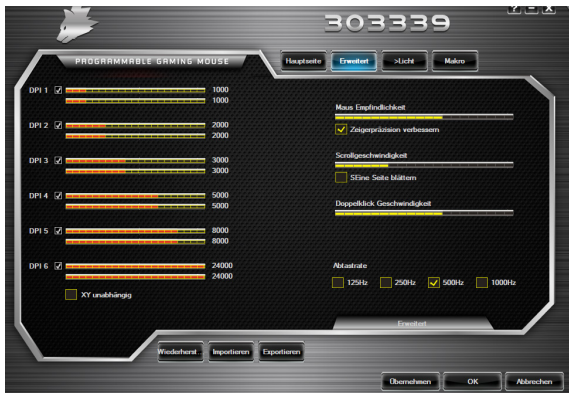 303339
? - x
PROGRAMMABLE GAMING MOUSE
Hauptseite Erweitert >Licht Makro
DPI 1 1000
1000
DPI 2 2000
2000
DPI 3 3000
3000
DPI 4 5000
5000
DPI 5 8000
8000
DPI 6 24000
24000
XY unabhängig
Maus Empfindlichkeit
Zeigerpräzision verbessern
Scrollgeschwindigkeit
SEine Seite blättern
Doppelklick Geschwindigkeit
Abtastrate
125Hz 250Hz 500Hz 1000Hz
Erweitert
Wiederherst... Importieren Exportieren
Übernehmen OK Abbrechen